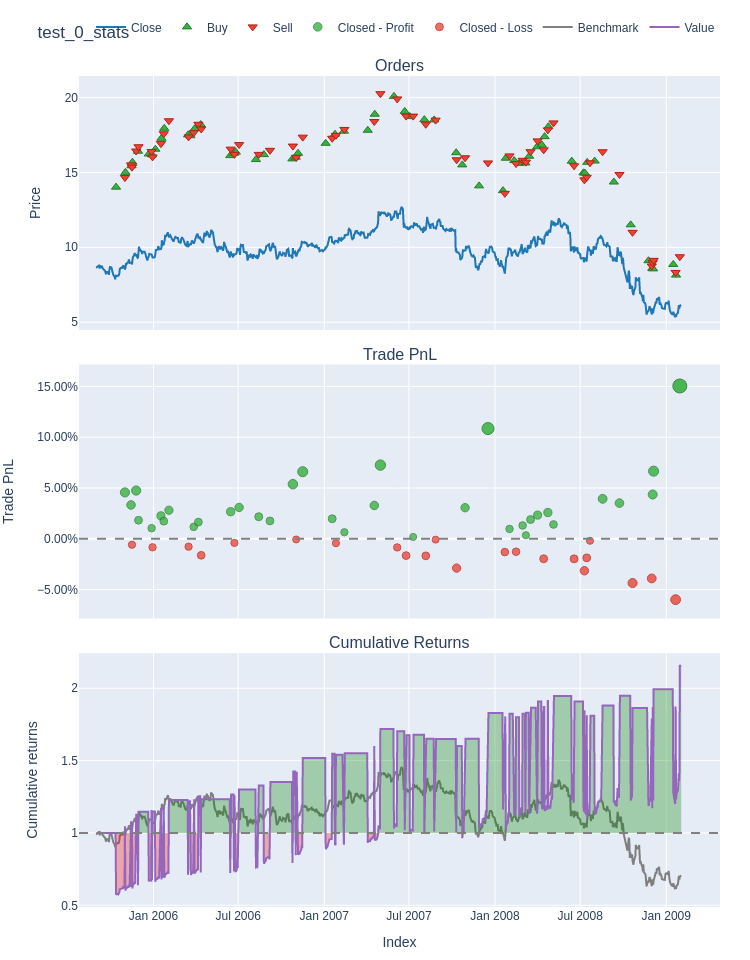 test_0_stats
Close Buy Sell Closed - Profit Closed - Loss Benchmark Value
Orders
20
15
10
5
Price
Trade PnL
15.00%
10.00%
5.00%
0.00%
−5.00%
Trade PnL
Cumulative Returns
2
1.5
1
0.5
Cumulative returns
Jan 2006 Jul 2006 Jan 2007 Jul 2007 Jan 2008 Jul 2008 Jan 2009
Index